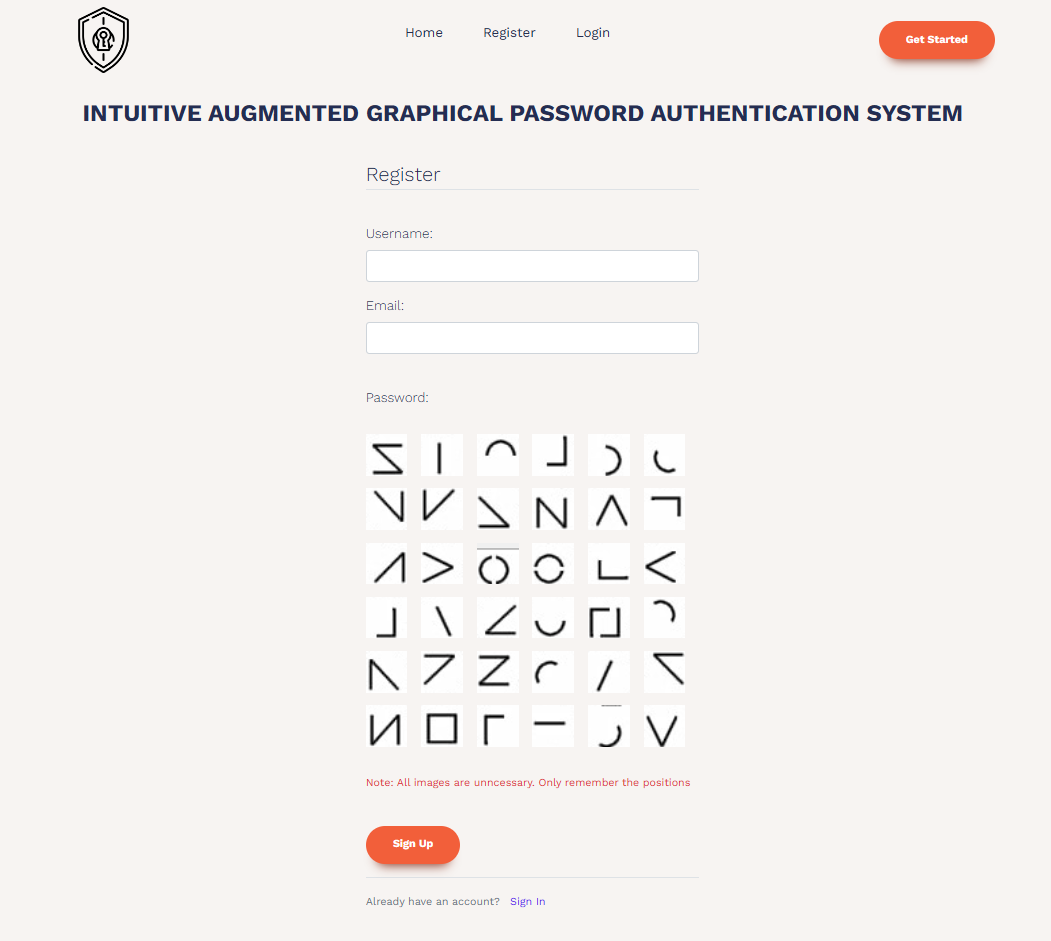 Home Register Login Get Started
INTUITIVE AUGMENTED GRAPHICAL PASSWORD AUTHENTICATION SYSTEM
Register
Username:
Email:
Password:
Note: All images are unncessary. Only remember the positions
Sign Up
Already have an account? Sign In